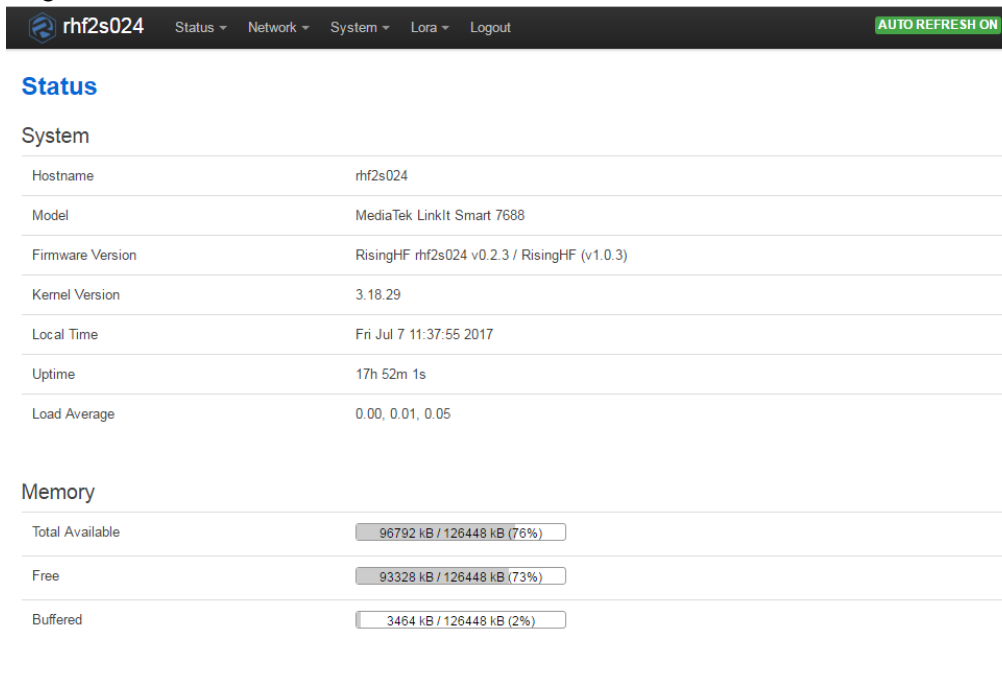 rhf2s024 Status Network System Lora Logout AUTO REFRESH ON
Status
System
Hostname rhf2s024
Model MediaTek LinkIt Smart 7688
Firmware Version RisingHF rhf2s024 v0.2.3 / RisingHF (v1.0.3)
Kernel Version 3.18.29
Local Time Fri Jul 7 11:37:55 2017
Uptime 17h 52m 1s
Load Average 0.00, 0.01, 0.05
Memory
Total Available 96792 kB / 126448 kB (76%)
Free 93328 kB / 126448 kB (73%)
Buffered 3464 kB / 126448 kB (2%)